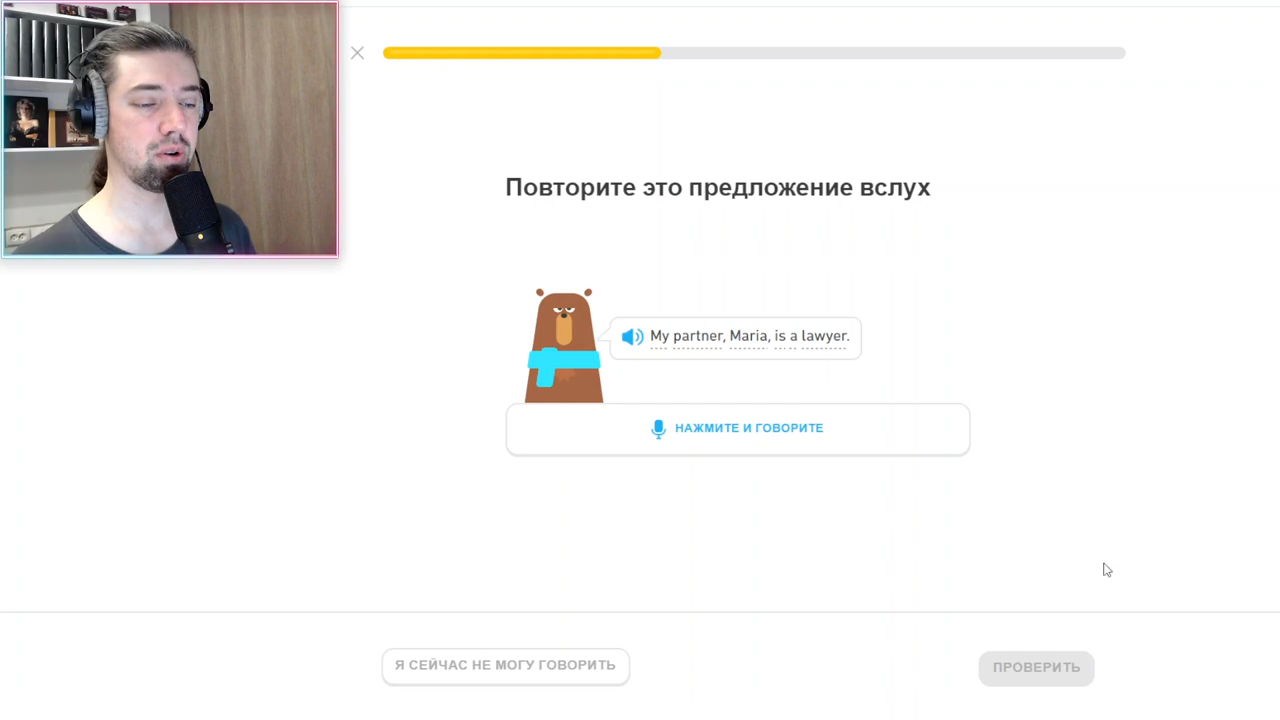 Повторите это предложение вслух
My partner, Maria, is a lawyer.
НАЖМИТЕ И ГОВОРИТЕ
Я СЕЙЧАС НЕ МОГУ ГОВОРИТЬ
ПРОВЕРИТЬ